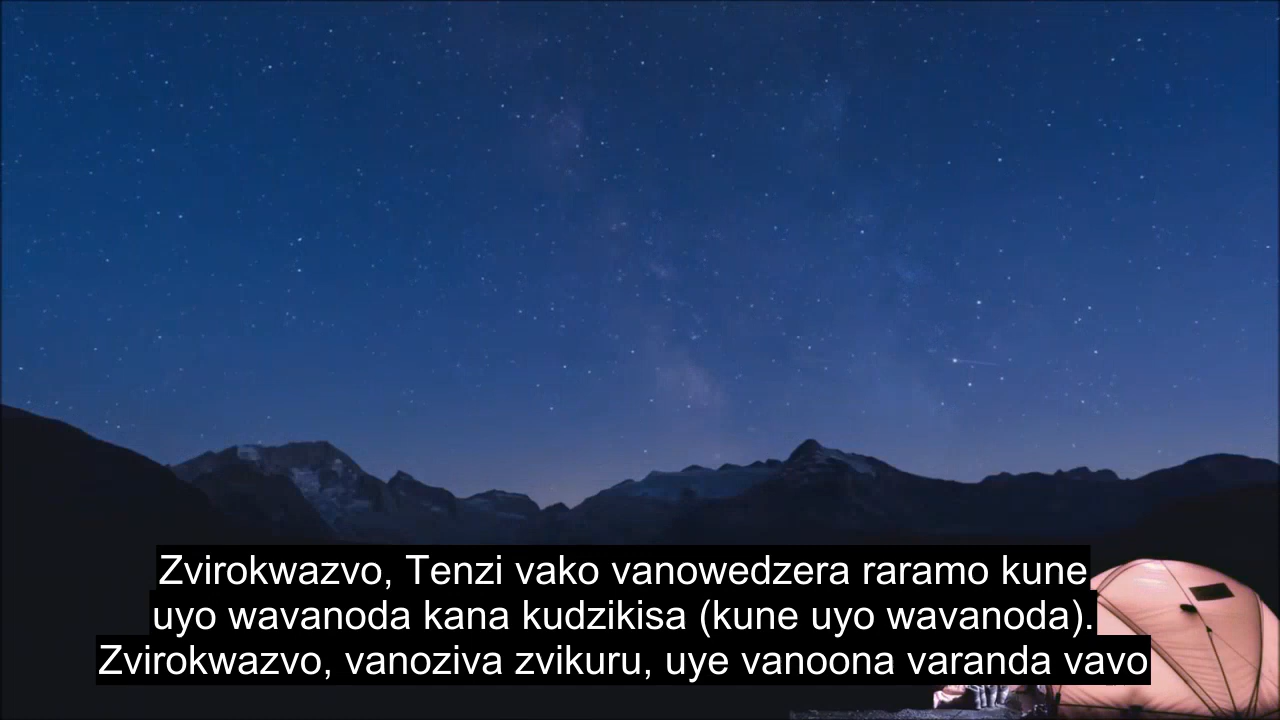 Zvirokwazvo, Tenzi vako vanowedzera raramo kune
uyo wavanoda kana kudzikisa (kune uyo wavanoda).
Zvirokwazvo, vanoziva zvikuru, uye vanoona varanda vavo